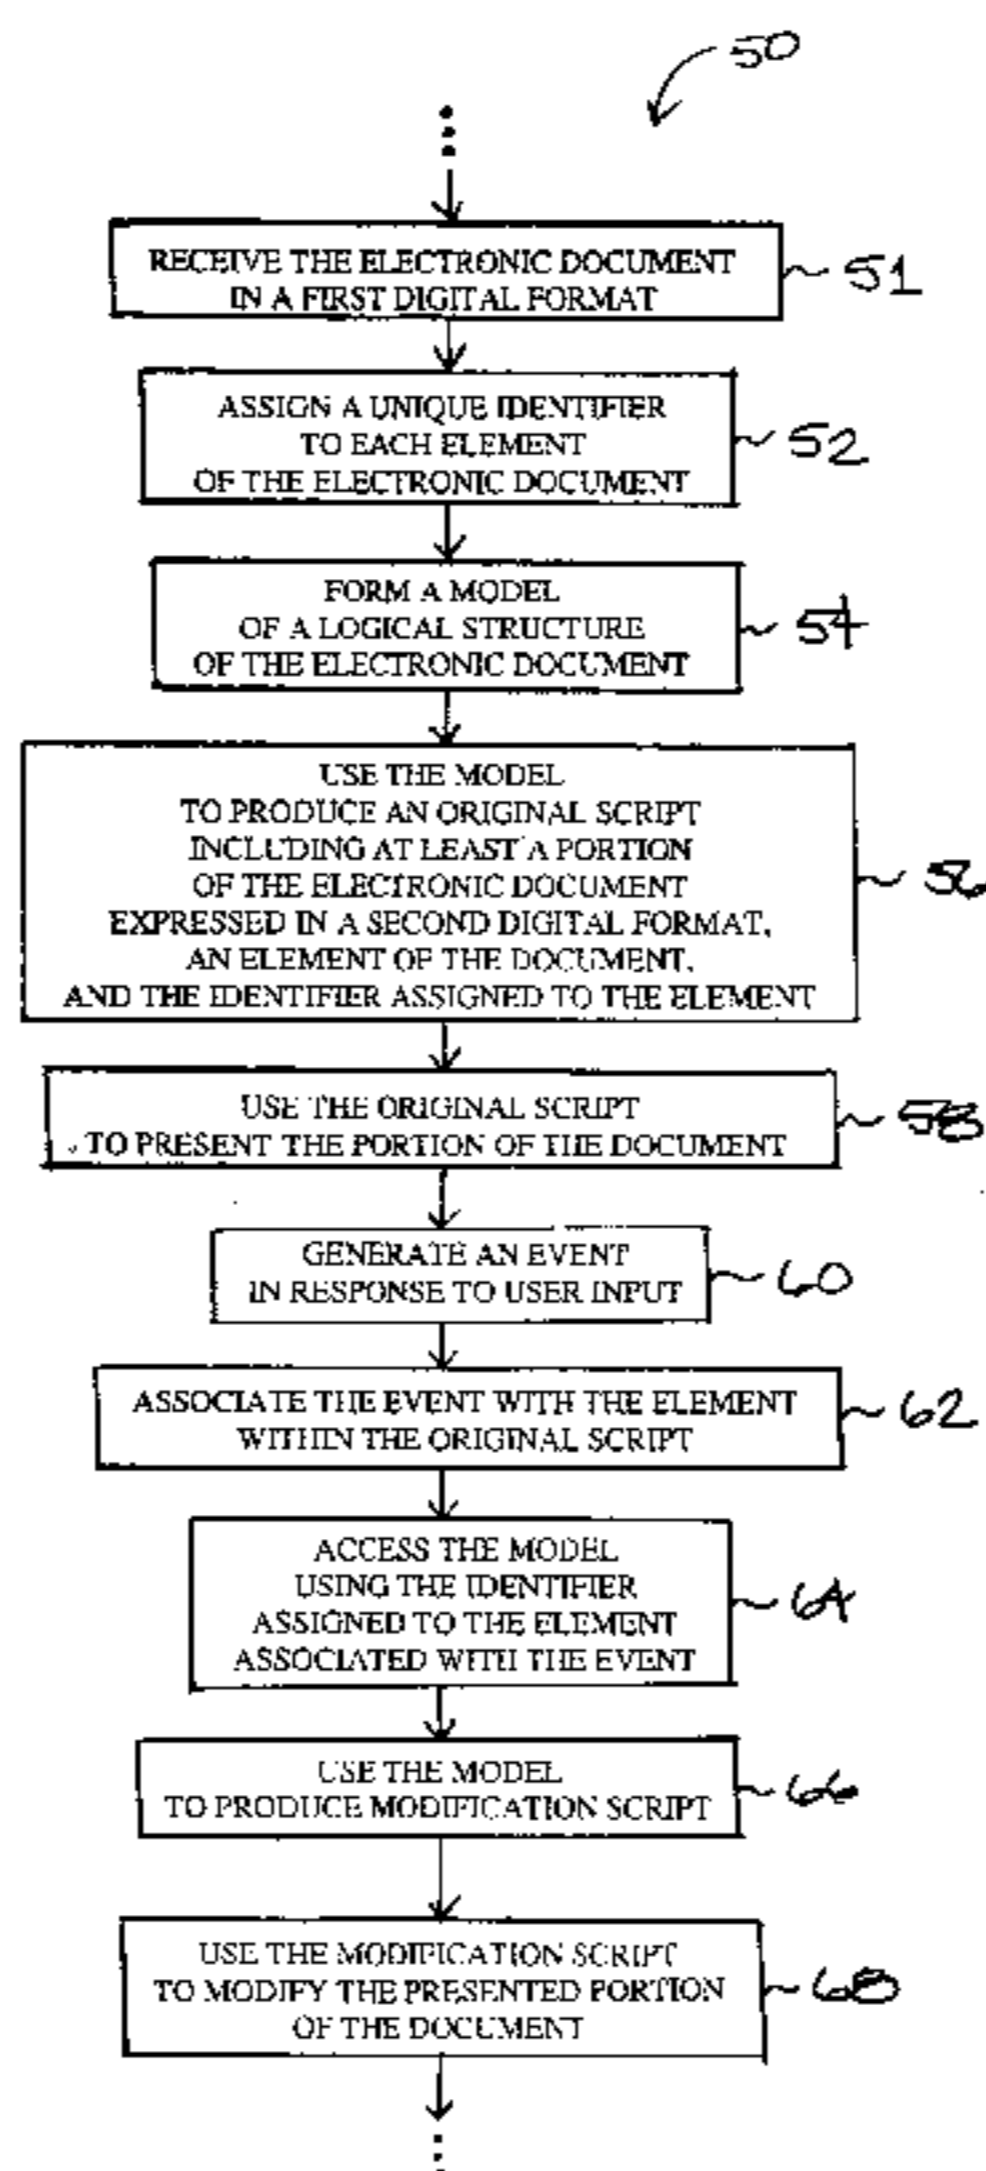 50
RECEIVE THE ELECTRONIC DOCUMENT
IN A FIRST DIGITAL FORMAT
51
ASSIGN A UNIQUE IDENTIFIER
TO EACH ELEMENT
OF THE ELECTRONIC DOCUMENT
52
FORM A MODEL
OF A LOGICAL STRUCTURE
OF THE ELECTRONIC DOCUMENT
54
USE THE MODEL
TO PRODUCE AN ORIGINAL SCRIPT
INCLUDING AT LEAST A PORTION
OF THE ELECTRONIC DOCUMENT
EXPRESSED IN A SECOND DIGITAL FORMAT,
AN ELEMENT OF THE DOCUMENT,
AND THE IDENTIFIER ASSIGNED TO THE ELEMENT
56
USE THE ORIGINAL SCRIPT
TO PRESENT THE PORTION OF THE DOCUMENT
58
GENERATE AN EVENT
IN RESPONSE TO USER INPUT
60
ASSOCIATE THE EVENT WITH THE ELEMENT
WITHIN THE ORIGINAL SCRIPT
62
ACCESS THE MODEL
USING THE IDENTIFIER
ASSIGNED TO THE ELEMENT
ASSOCIATED WITH THE EVENT
64
USE THE MODEL
TO PRODUCE MODIFICATION SCRIPT
66
USE THE MODIFICATION SCRIPT
TO MODIFY THE PRESENTED PORTION
OF THE DOCUMENT
68